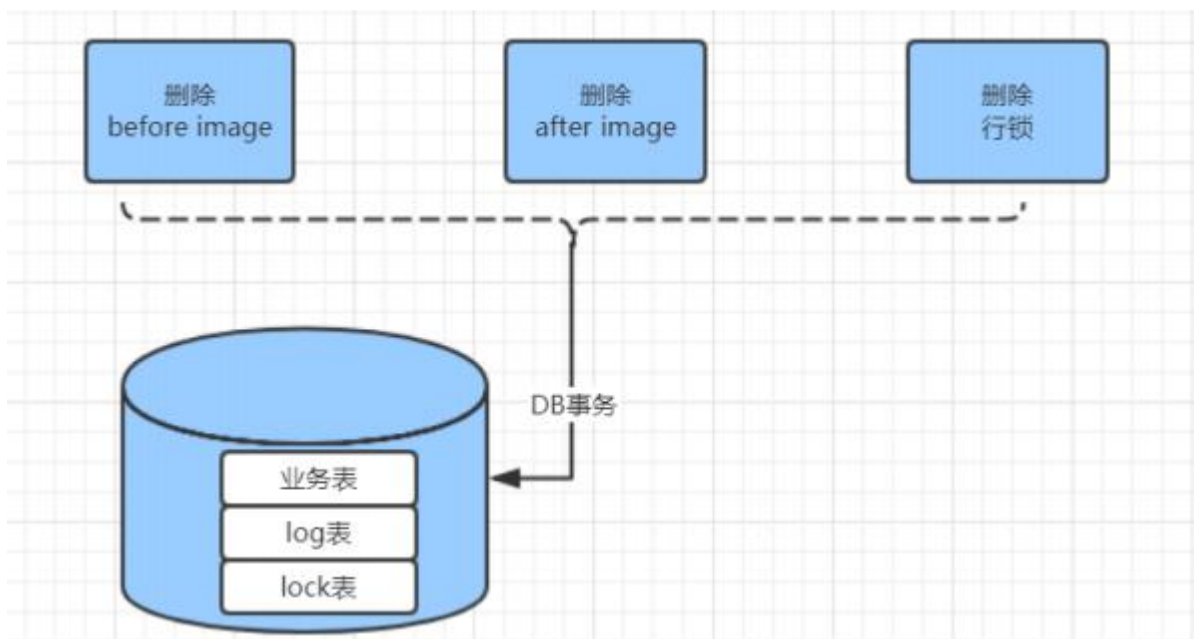 删除
before image
删除
after image
删除
行锁
DB事务
业务表
log表
lock表